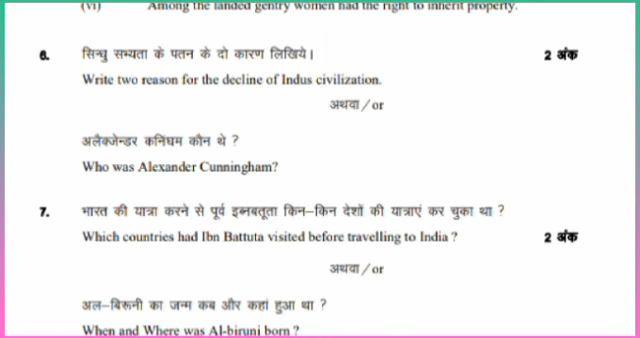 (vi) Among the landed gentry women had the right to inherit property.
6. सिन्धु सभ्यता के पतन के दो कारण लिखिये। 2 अंक
Write two reason for the decline of Indus civilization.
अथवा / or
अलैक्जेन्डर कनिंघम कौन थे ?
Who was Alexander Cunningham?
7. भारत की यात्रा करने से पूर्व इब्नबतूता किन–किन देशों की यात्राएं कर चुका था ?
Which countries had Ibn Battuta visited before travelling to India ? 2 अंक
अथवा / or
अल–बिरूनी का जन्म कब और कहां हुआ था ?
When and Where was Al-biruni born ?